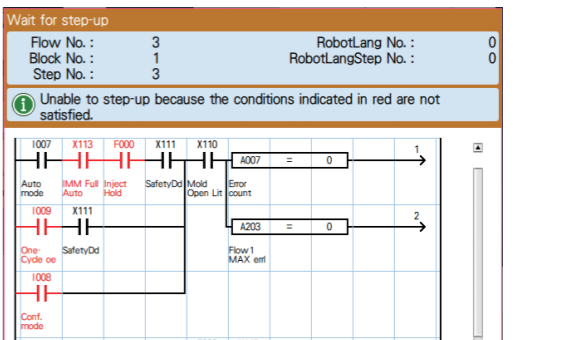 Wait for step-up
Flow No. : 3 RobotLang No. : 0
Block No. : 1 RobotLangStep No. : 0
Step No. : 3
Unable to step-up because the conditions indicated in red are not
satisfied.
I007 X113 F000 X111 X110 1
A007 = 0
Auto IMM Full Inject SafetyDd Mold Error
mode Auto Hold Open Lit count
I009 X111 2
A203 = 0
One- SafetyDd Flow1
Cycle oe MAX errl
I008
Conf.
mode